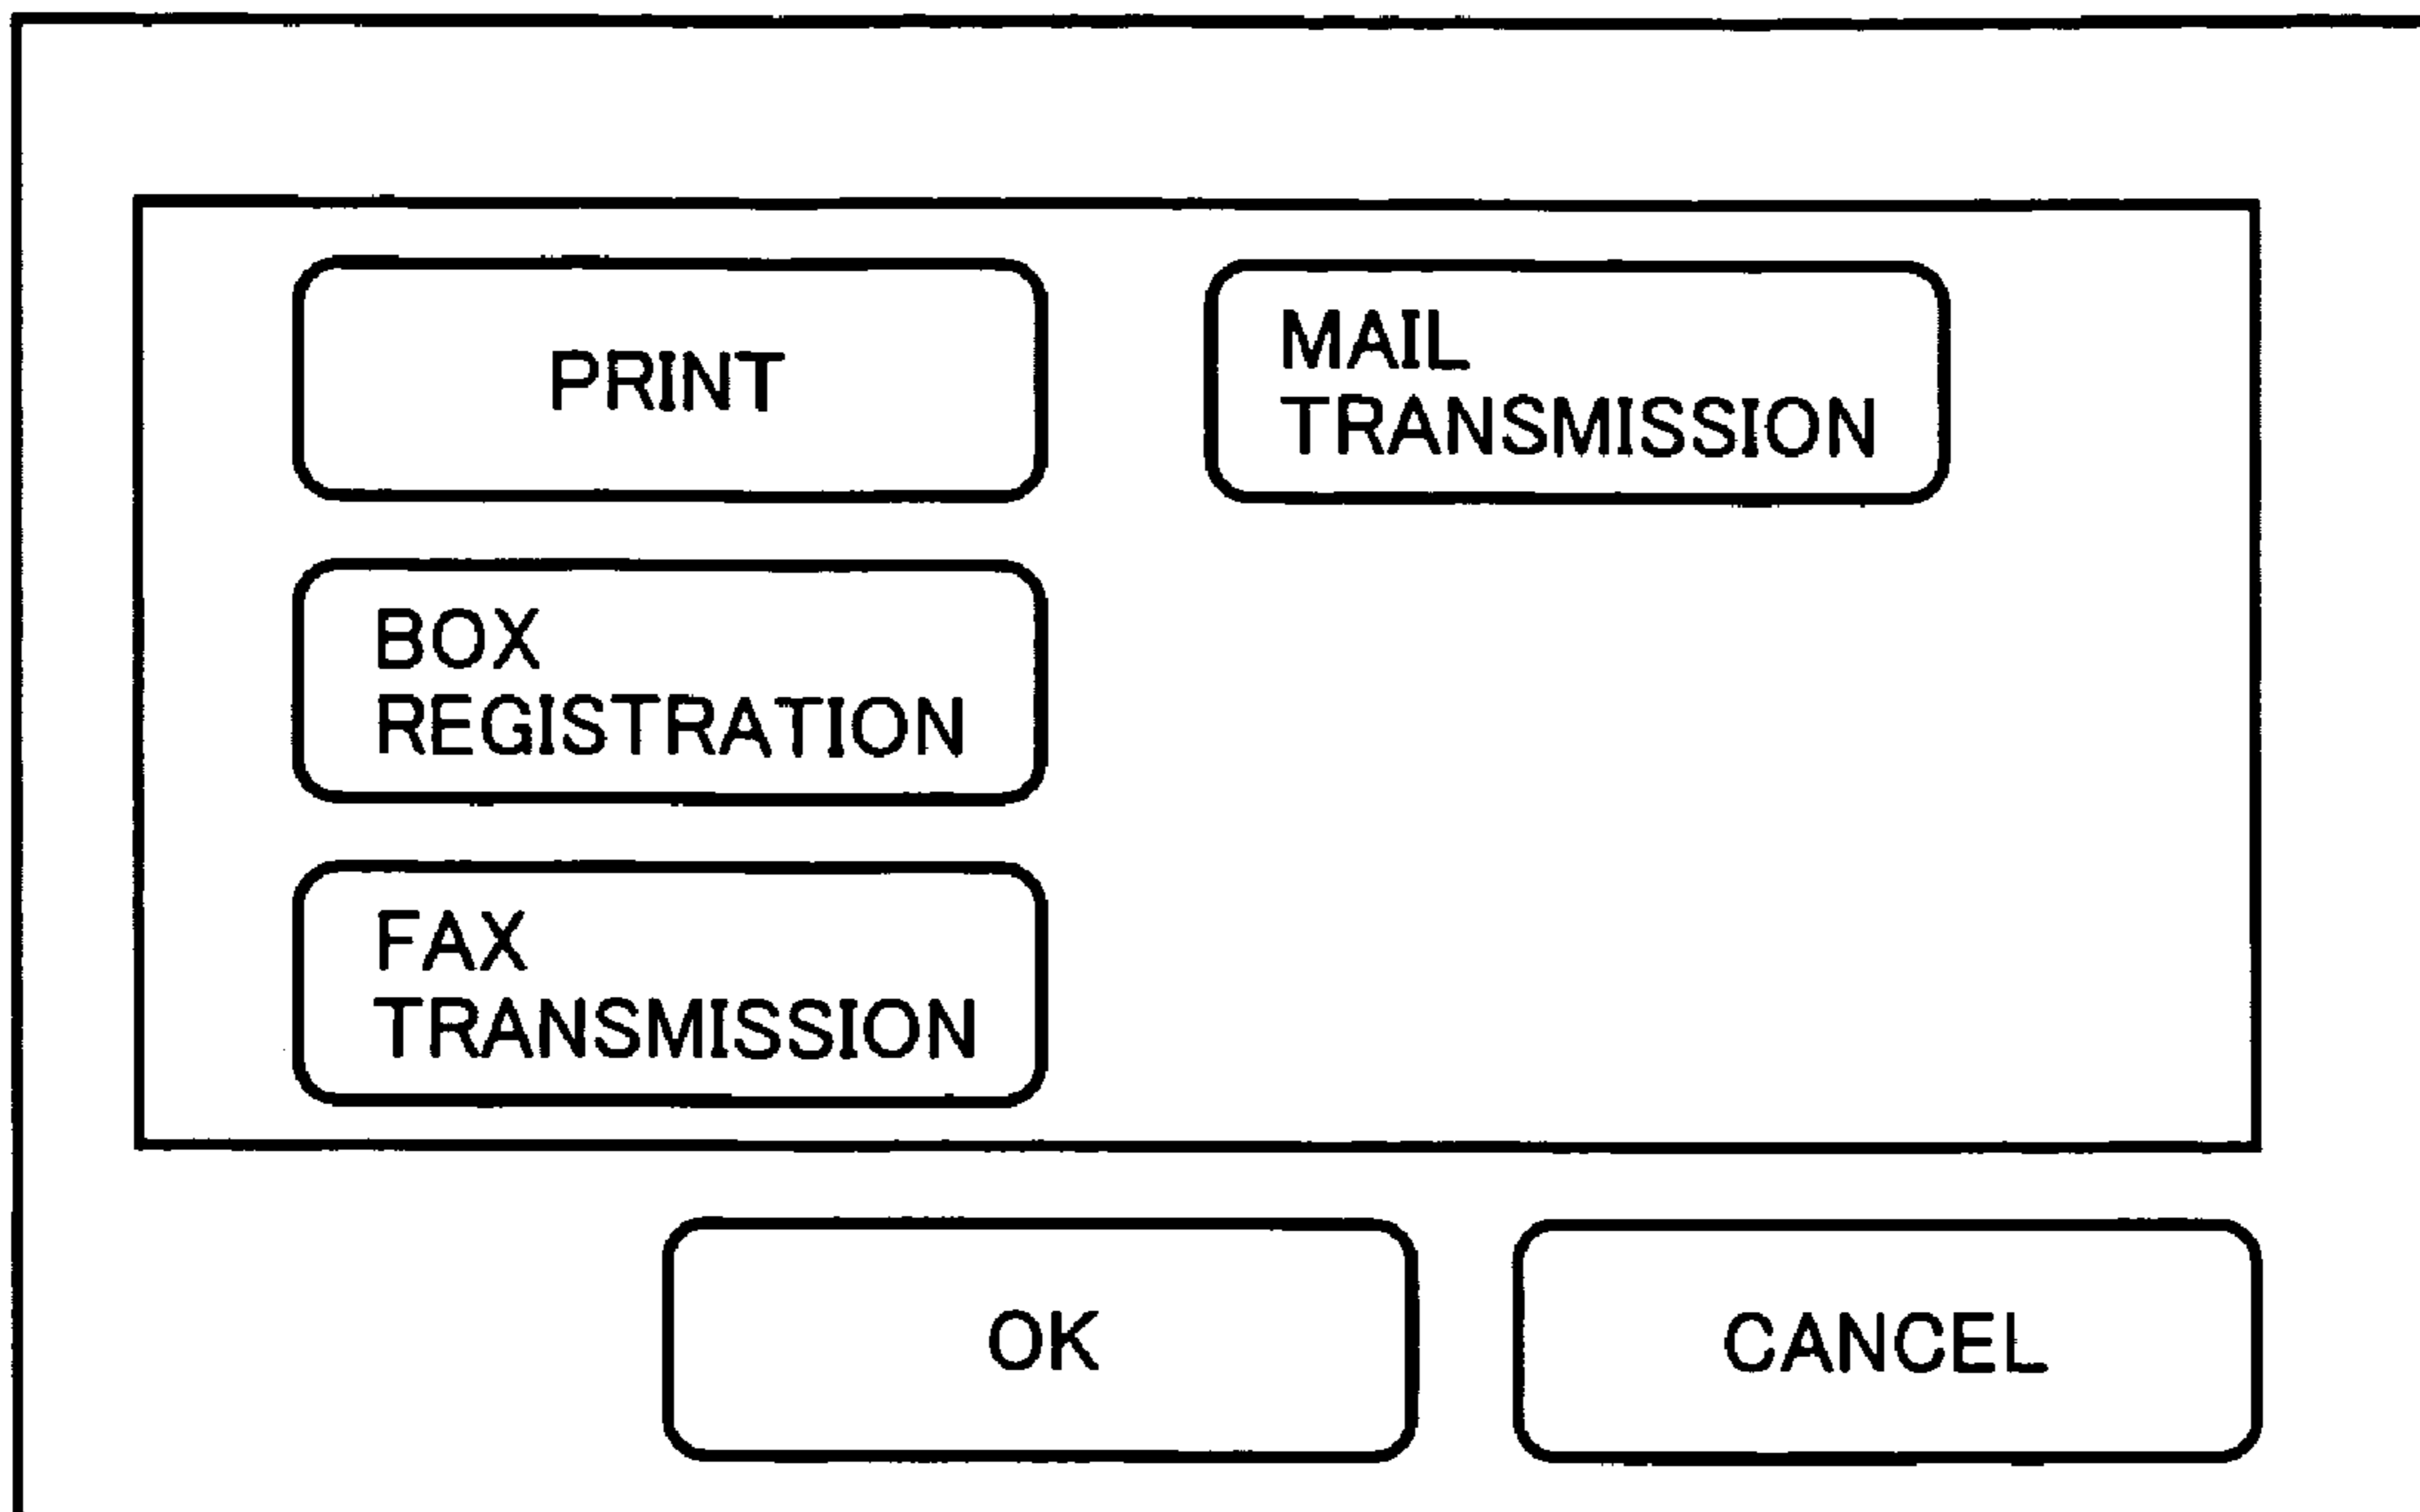 PRINT
MAIL
TRANSMISSION
BOX
REGISTRATION
FAX
TRANSMISSION
OK
CANCEL